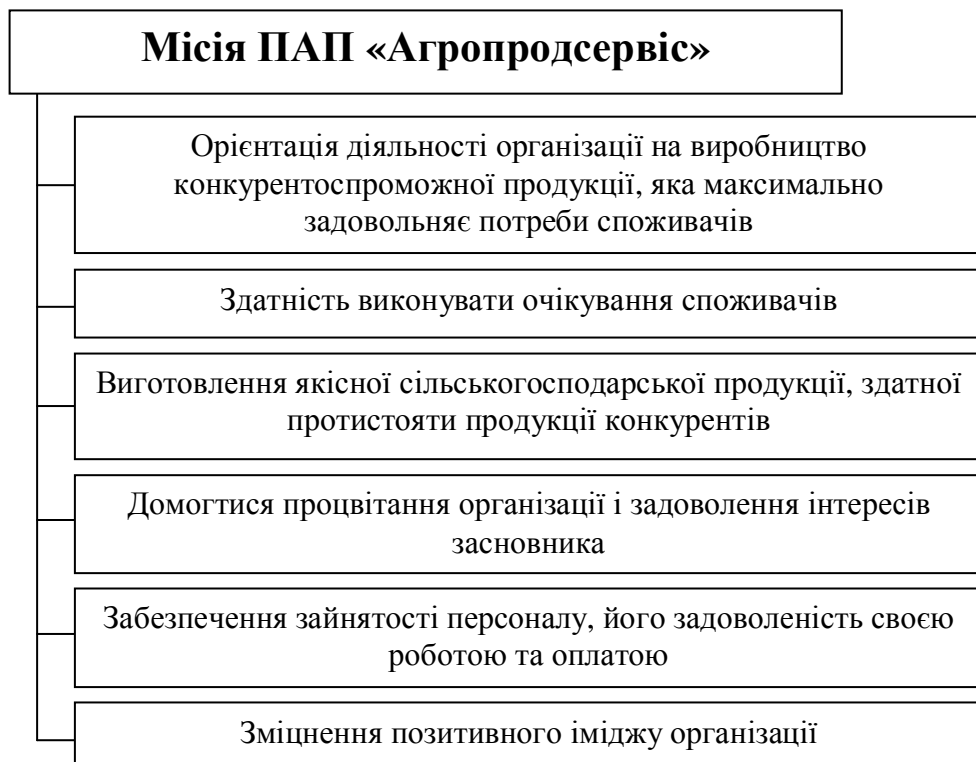 Місія ПАП «Агропродсервіс»
Орієнтація діяльності організації на виробництво
конкурентоспроможної продукції, яка максимально
задовольняє потреби споживачів
Здатність виконувати очікування споживачів
Виготовлення якісної сільськогосподарської продукції, здатної
протистояти продукції конкурентів
Домогтися процвітання організації і задоволення інтересів
засновника
Забезпечення зайнятості персоналу, його задоволеність своєю
роботою та оплатою
Зміцнення позитивного іміджу організації